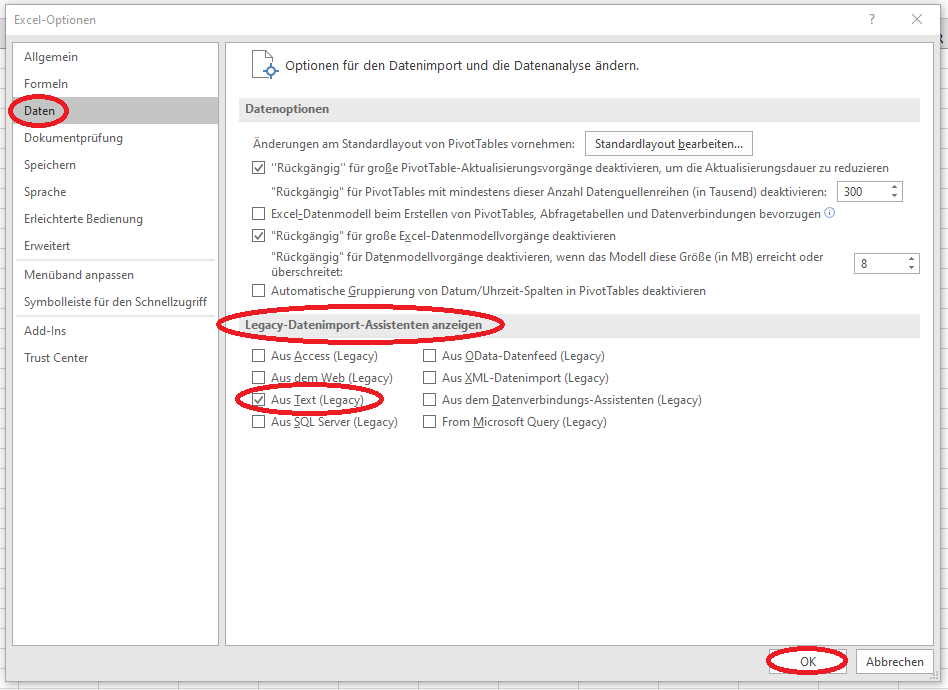 Excel-Optionen
?
Allgemein
Formeln
Daten
Dokumentprüfung
Speichern
Sprache
Erleichterte Bedienung
Erweitert
Menüband anpassen
Symbolleiste für den Schnellzugriff
Add-Ins
Trust Center
Optionen für den Datenimport und die Datenanalyse ändern.
Datenoptionen
Änderungen am Standardlayout von PivotTables vornehmen: Standardlayout bearbeiten...
"Rückgängig" für große PivotTable-Aktualisierungsvorgänge deaktivieren, um die Aktualisierungsdauer zu reduzieren
"Rückgängig" für PivotTables mit mindestens dieser Anzahl Datenquellenreihen (in Tausend) deaktivieren: 300
Excel-Datenmodell beim Erstellen von PivotTables, Abfragetabellen und Datenverbindungen bevorzugen
"Rückgängig" für große Excel-Datenmodellvorgänge deaktivieren
"Rückgängig" für Datenmodellvorgänge deaktivieren, wenn das Modell diese Größe (in MB) erreicht oder
überschreitet: 8
Automatische Gruppierung von Datum/Uhrzeit-Spalten in PivotTables deaktivieren
Legacy-Datenimport-Assistenten anzeigen
Aus Access (Legacy) Aus OData-Datenfeed (Legacy)
Aus dem Web (Legacy) Aus XML-Datenimport (Legacy)
Aus Text (Legacy) Aus dem Datenverbindungs-Assistenten (Legacy)
Aus SQL Server (Legacy) From Microsoft Query (Legacy)
OK Abbrechen